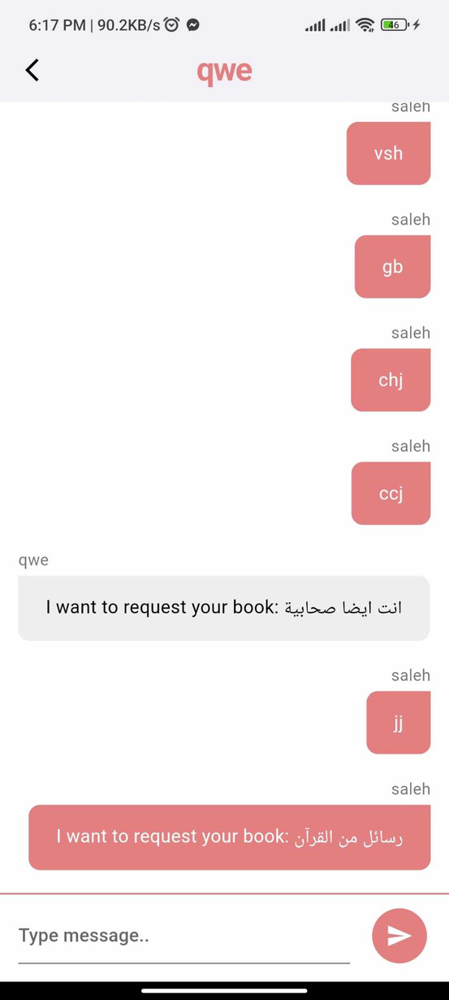 6:17 PM | 90.2KB/s
46
qwe
saleh
vsh
saleh
gb
saleh
chj
saleh
ccj
qwe
I want to request your book: انت ايضا صحابية
saleh
jj
saleh
I want to request your book: رسائل من القرآن
Type message..